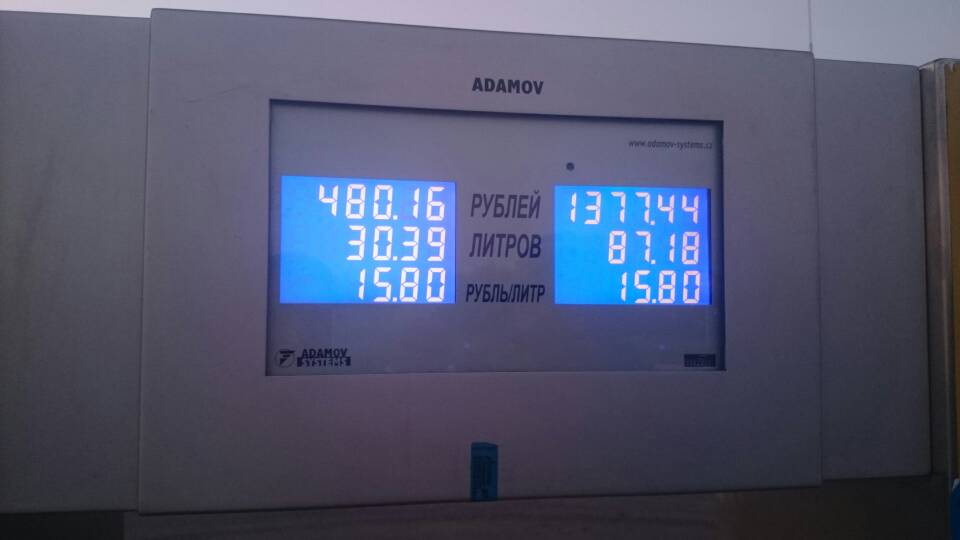 ADAMOV
www.adamov-systems.cz
480.16 РУБЛЕЙ 1377.44
30.39 ЛИТРОВ 87.18
15.80 РУБЛЬ/ЛИТР 15.80
ADAMOV
SYSTEMS